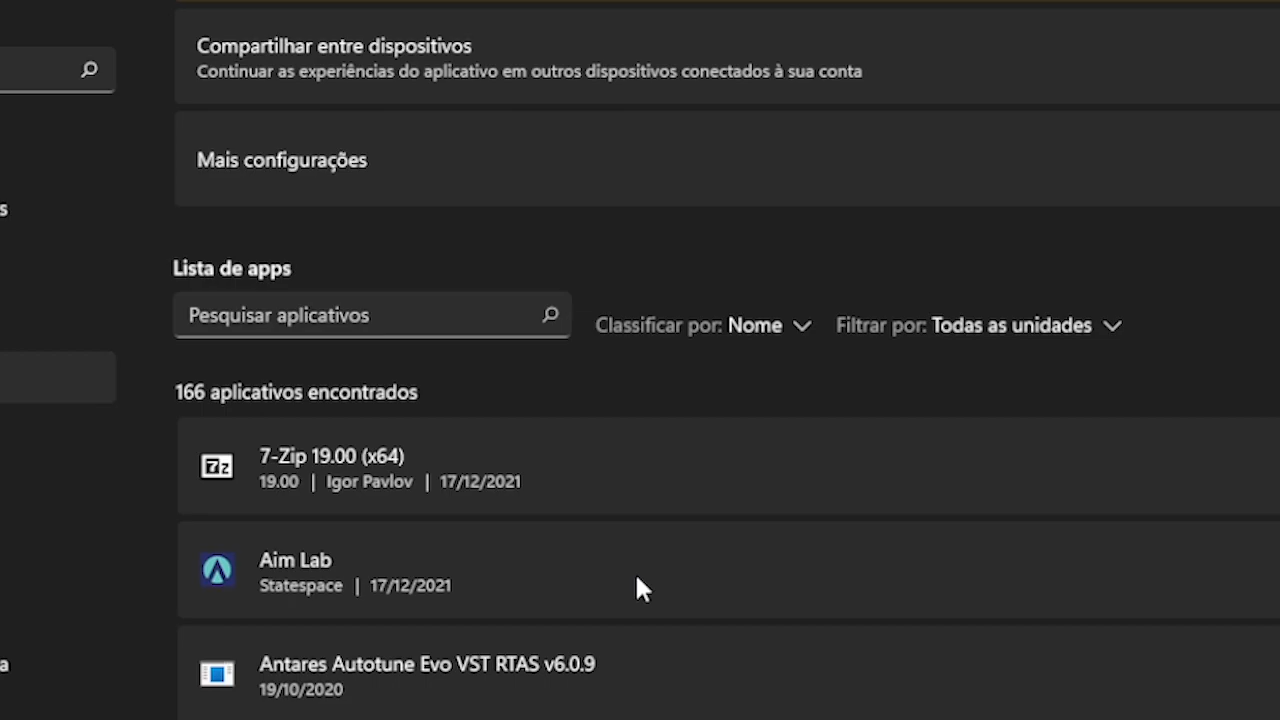 Compartilhar entre dispositivos
Continuar as experiências do aplicativo em outros dispositivos conectados à sua conta
Mais configurações
s
Lista de apps
Pesquisar aplicativos
Classificar por: Nome
Filtrar por: Todas as unidades
166 aplicativos encontrados
7-Zip 19.00 (x64)
19.00 | Igor Pavlov | 17/12/2021
Aim Lab
Statespace | 17/12/2021
a
Antares Autotune Evo VST RTAS v6.0.9
19/10/2020